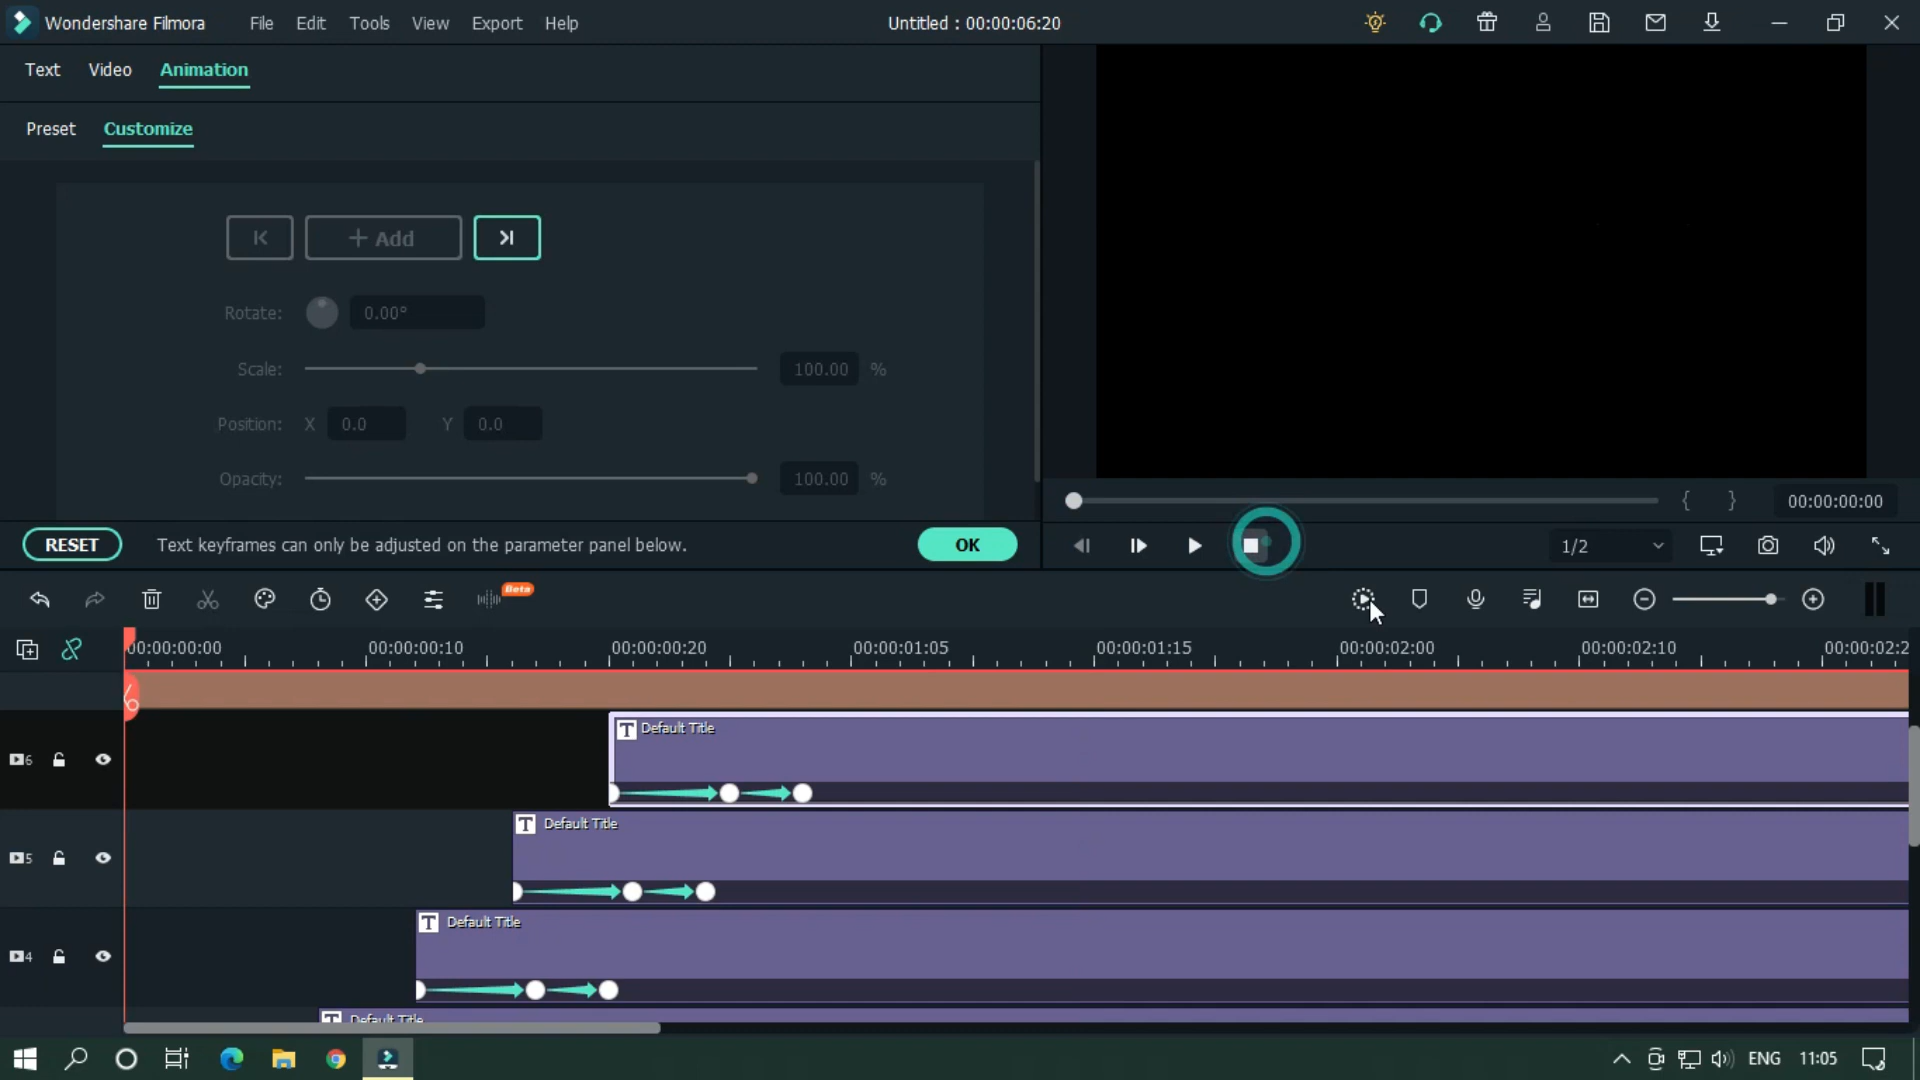 Wondershare Filmora File Edit Tools View Export Help Untitled : 00:00:06:20
Text Video Animation
Preset Customize
+ Add
Rotate: 0.00°
Scale: 100.00 %
Position: X 0.0 Y 0.0
Opacity: 100.00 %
00:00:00:00
RESET Text keyframes can only be adjusted on the parameter panel below. OK
1/2
Beta
00:00:00:00 00:00:00:10 00:00:00:20 00:00:01:05 00:00:01:15 00:00:02:00 00:00:02:10 00:00:02:2
6 T Default Title
5 T Default Title
4 T Default Title
T Default Title
ENG 11:05